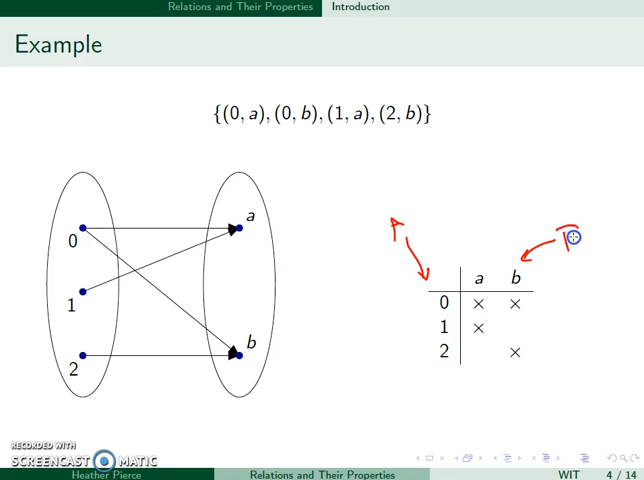 Relations and Their Properties Introduction
Example
{(0, a), (0, b), (1, a), (2, b)}
0
1
2
a
b
A
a b
0 × ×
1 ×
2 ×
RECORDED WITH
SCREENCAST MATIC
Heather Pierce Relations and Their Properties WIT 4 / 14